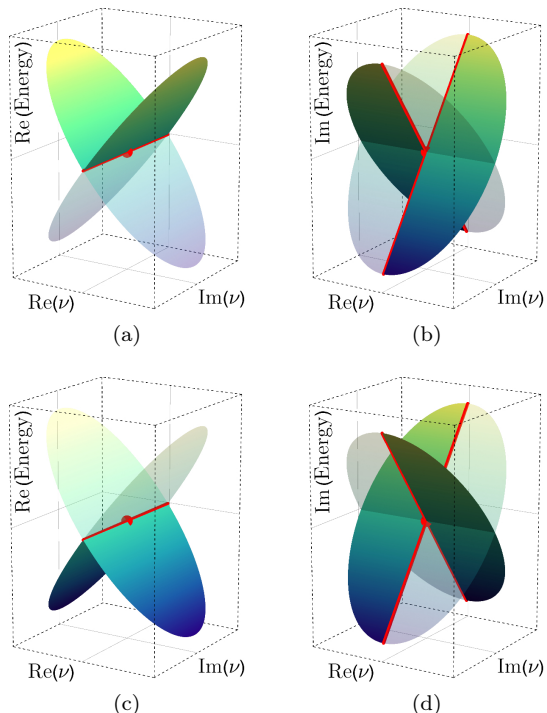 Re(Energy)
Im(Energy)
Re(ν)
Im(ν)
Re(ν)
Im(ν)
(a)
(b)
Re(Energy)
Im(Energy)
Re(ν)
Im(ν)
Re(ν)
Im(ν)
(c)
(d)